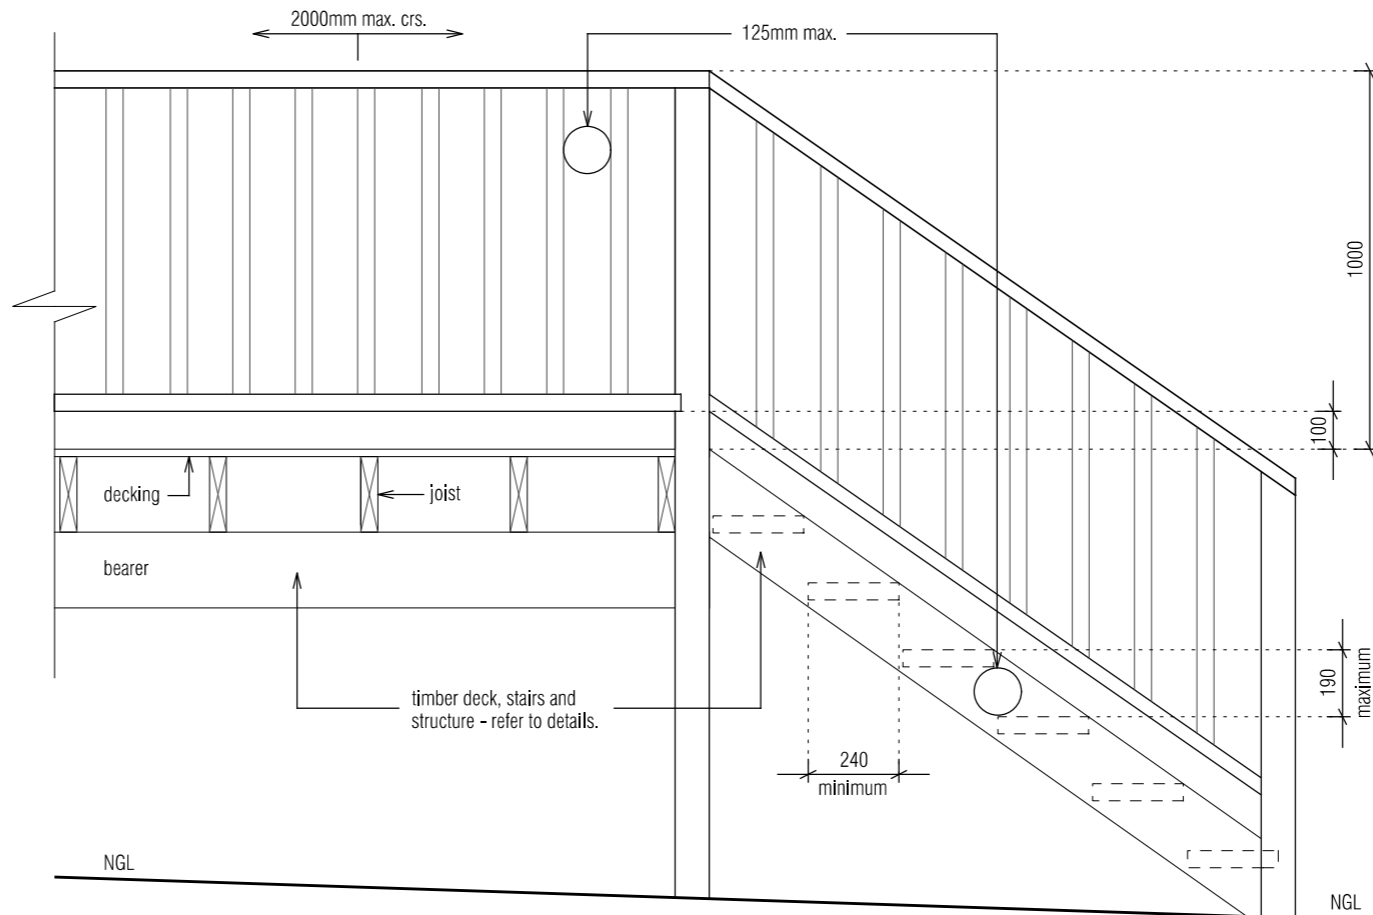 2000mm max. crs.
125mm max.
1000
100
decking
joist
bearer
190
maximum
timber deck, stairs and
structure - refer to details.
240
minimum
NGL
NGL